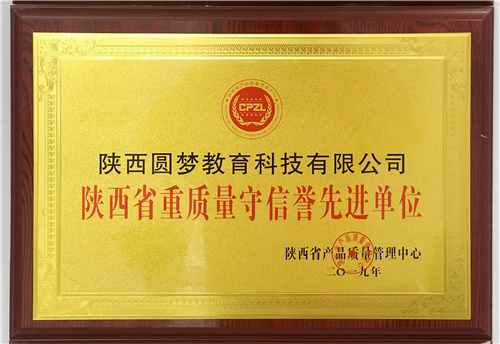 CPZL
陕西圆梦教育科技有限公司
陕西省重质量守信誉先进单位
陕西省产品质量管理中心
二〇一九年